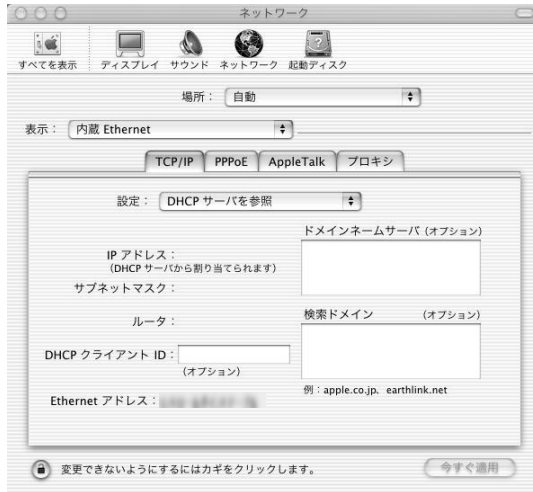 ネットワーク
すべてを表示 ディスプレイ サウンド ネットワーク 起動ディスク
場所： 自動
表示： 内蔵 Ethernet
TCP/IP PPPoE AppleTalk プロキシ
設定： DHCP サーバを参照
ドメインネームサーバ (オプション)
IP アドレス：
(DHCP サーバから割り当てられます)
サブネットマスク：
ルータ：
検索ドメイン (オプション)
DHCP クライアント ID：
(オプション)
例：apple.co.jp、earthlink.net
Ethernet アドレス：
変更できないようにするにはカギをクリックします。
今すぐ適用